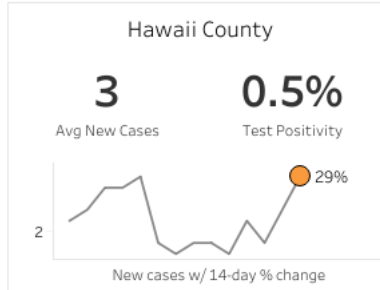 Hawaii County
3 0.5%
Avg New Cases Test Positivity
29%
2
New cases w/ 14-day % change